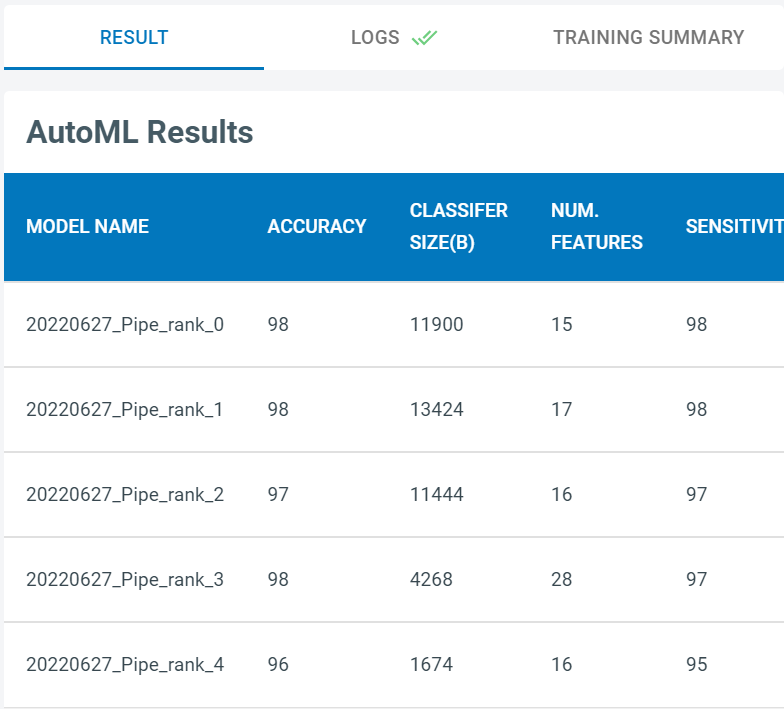 RESULT LOGS TRAINING SUMMARY
AutoML Results
MODEL NAME ACCURACY CLASSIFER SIZE(B) NUM. FEATURES SENSITIVIT
20220627_Pipe_rank_0 98 11900 15 98
20220627_Pipe_rank_1 98 13424 17 98
20220627_Pipe_rank_2 97 11444 16 97
20220627_Pipe_rank_3 98 4268 28 97
20220627_Pipe_rank_4 96 1674 16 95